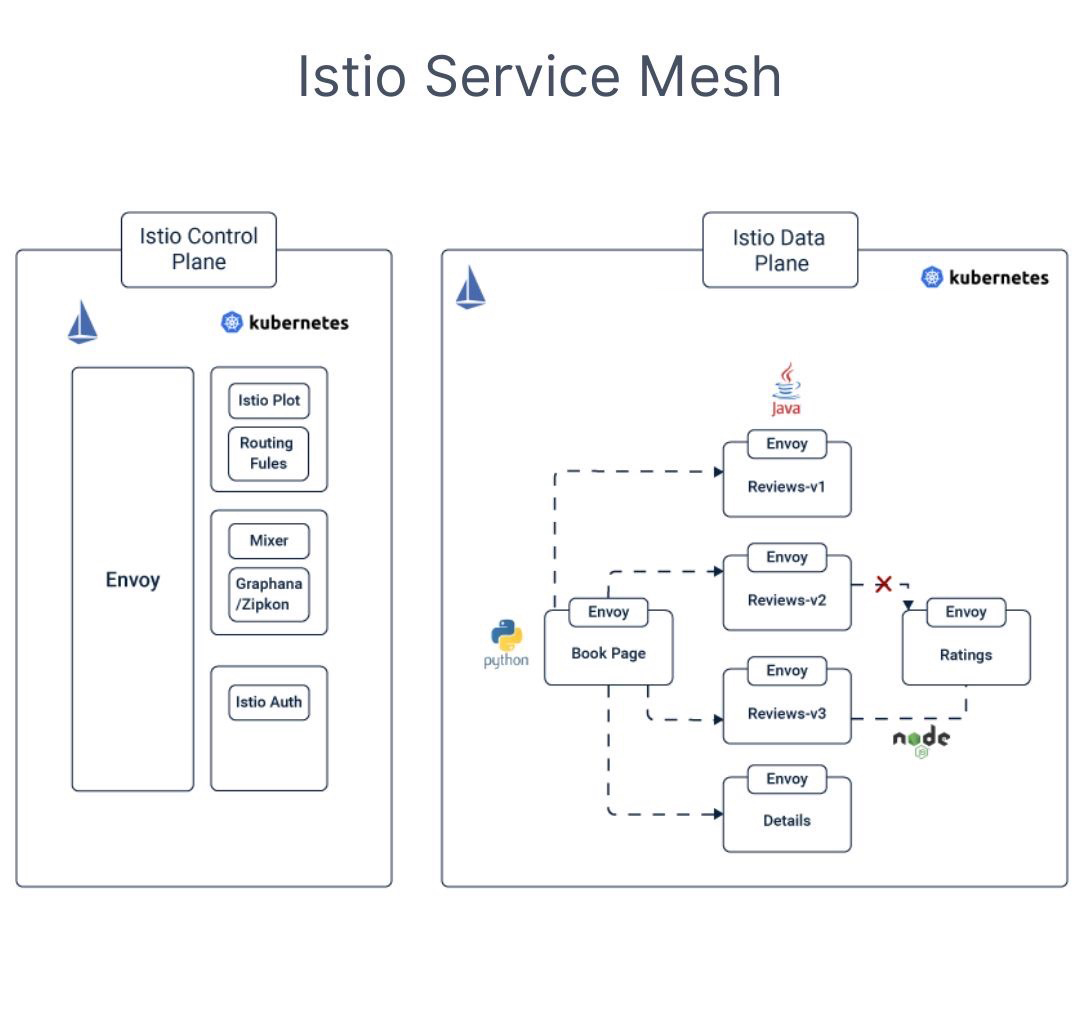 Istio Service Mesh
Istio Control
Plane
kubernetes
Envoy
Istio Plot
Routing
Fules
Mixer
Graphana
/Zipkon
Istio Auth
Istio Data
Plane
kubernetes
Java
Envoy
Reviews-v1
Envoy
Reviews-v2
python
Envoy
Book Page
Envoy
Ratings
Envoy
Reviews-v3
node
JS
Envoy
Details